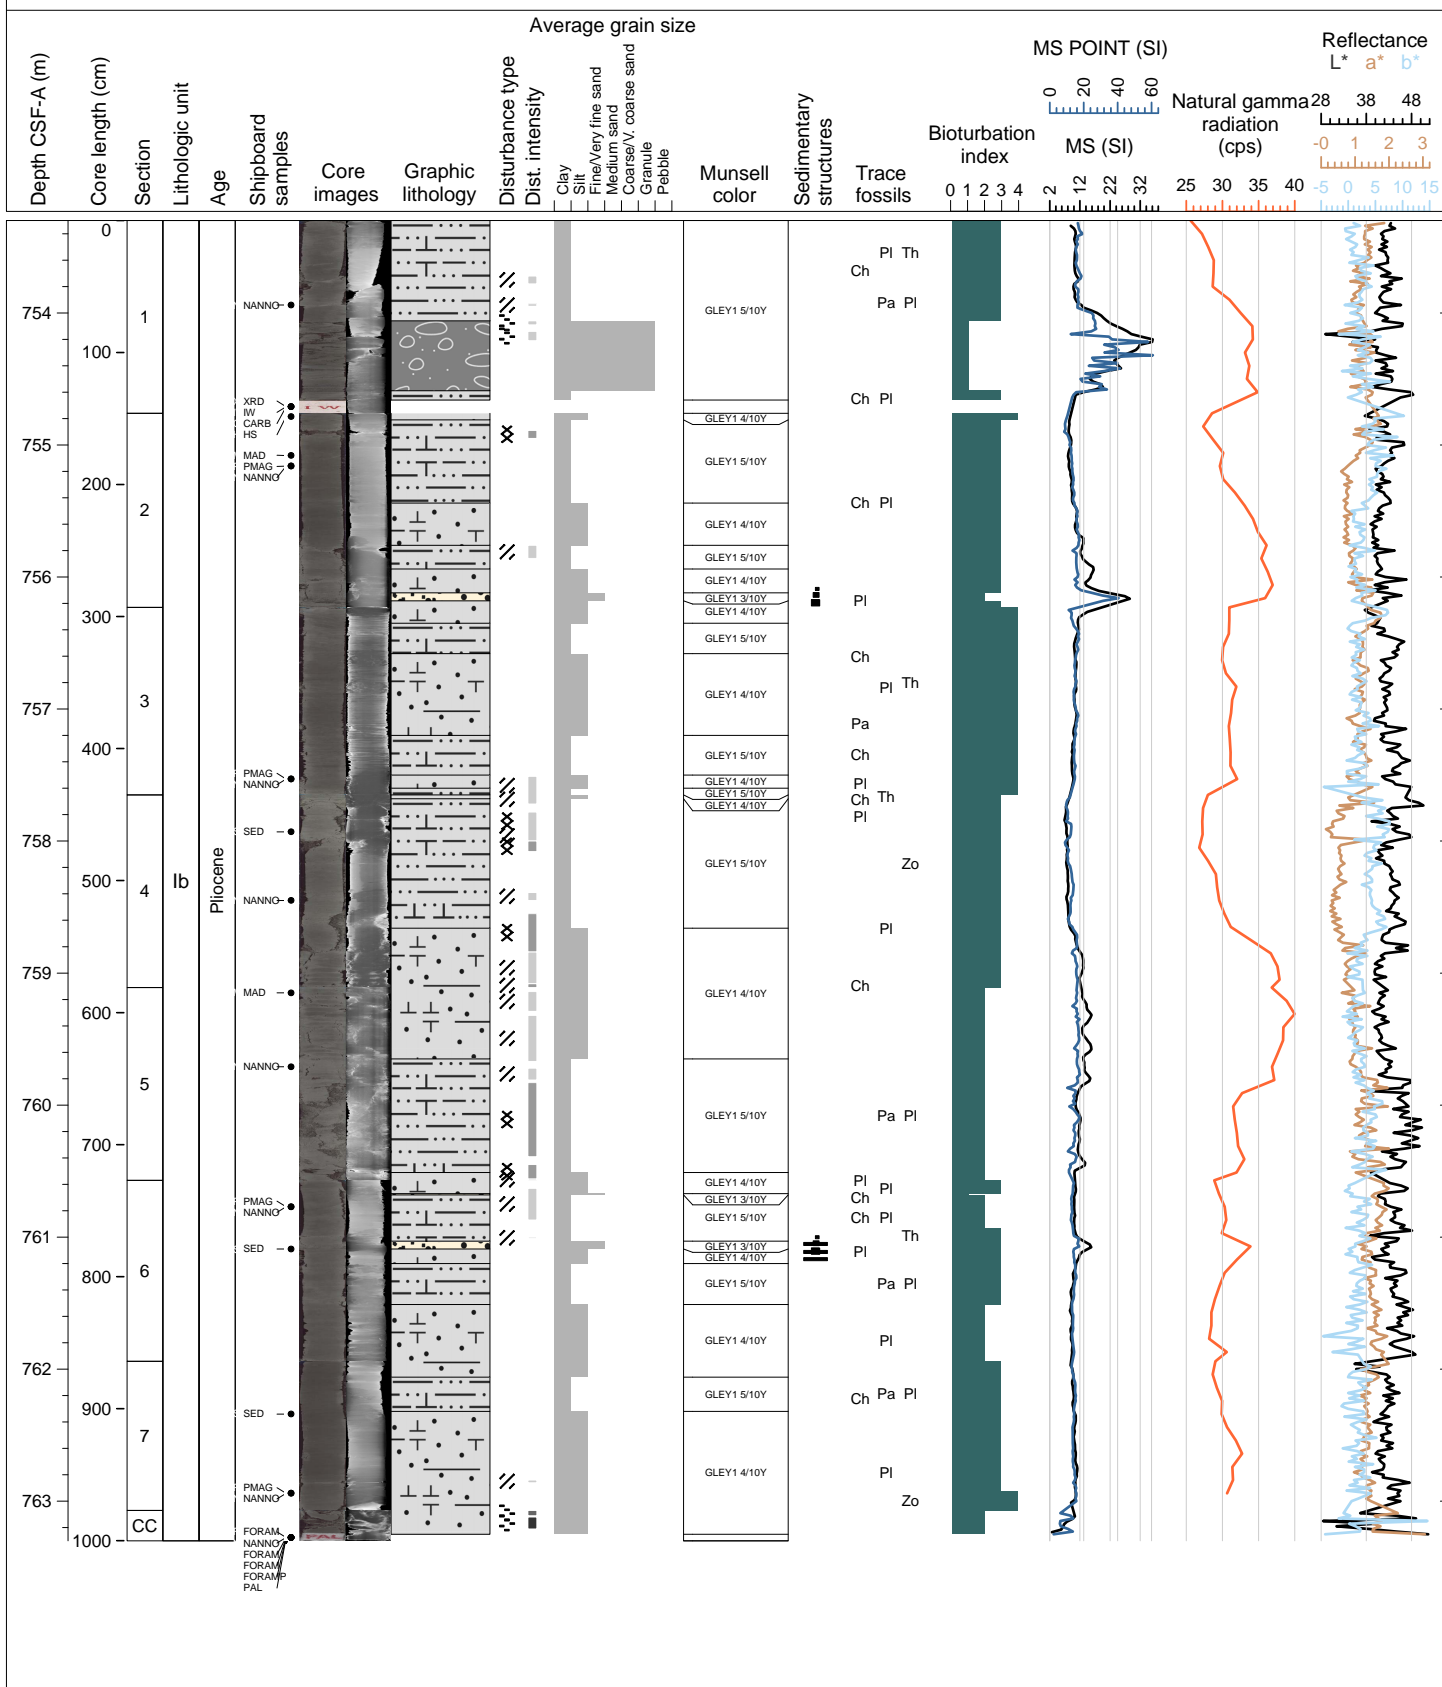 Average grain size
Depth CSF-A (m)
Core length (cm)
Section
Lithologic unit
Age
Shipboard
samples
Core
images
Graphic
lithology
Disturbance type
Dist. intensity
Clay
Silt
Fine/Very fine sand
Medium sand
Coarse/V. coarse sand
Granule
Pebble
Munsell
color
Sedimentary
structures
Trace
fossils
Bioturbation
index
0 1 2 3 4
MS POINT (SI)
0 20 40 60
MS (SI)
2 12 22 32
Natural gamma
radiation
(cps)
25 30 35 40
Reflectance
L* a* b*
28 38 48
-0 1 2 3
-5 0 5 10 15
754
755
756
757
758
759
760
761
762
763
0
100
200
300
400
500
600
700
800
900
1000
1
2
3
4
5
6
7
CC
Ib
Pliocene
NANNO
XRD
IW
CARB
HS
MAD
PMAG
NANNO
PMAG
NANNO
SED
NANNO
MAD
NANNO
PMAG
NANNO
SED
SED
PMAG
NANNO
FORAM
NANNO
FORAM
FORAM
FORAMP
PAL
IW
PAL
GLEY1 5/10Y
GLEY1 4/10Y
GLEY1 5/10Y
GLEY1 4/10Y
GLEY1 5/10Y
GLEY1 4/10Y
GLEY1 3/10Y
GLEY1 4/10Y
GLEY1 5/10Y
GLEY1 4/10Y
GLEY1 5/10Y
GLEY1 4/10Y
GLEY1 5/10Y
GLEY1 4/10Y
GLEY1 5/10Y
GLEY1 4/10Y
GLEY1 5/10Y
GLEY1 4/10Y
GLEY1 3/10Y
GLEY1 5/10Y
GLEY1 3/10Y
GLEY1 4/10Y
GLEY1 5/10Y
GLEY1 4/10Y
GLEY1 5/10Y
GLEY1 4/10Y
Pl Th
Ch
Pa Pl
Ch Pl
Ch Pl
Pl
Ch
Pl Th
Pa
Ch
Pl
Ch Th
Pl
Zo
Pl
Ch
Pa Pl
Pl
Pl
Ch
Ch Pl
Th
Pl
Pa Pl
Pl
Ch Pa Pl
Pl
Zo